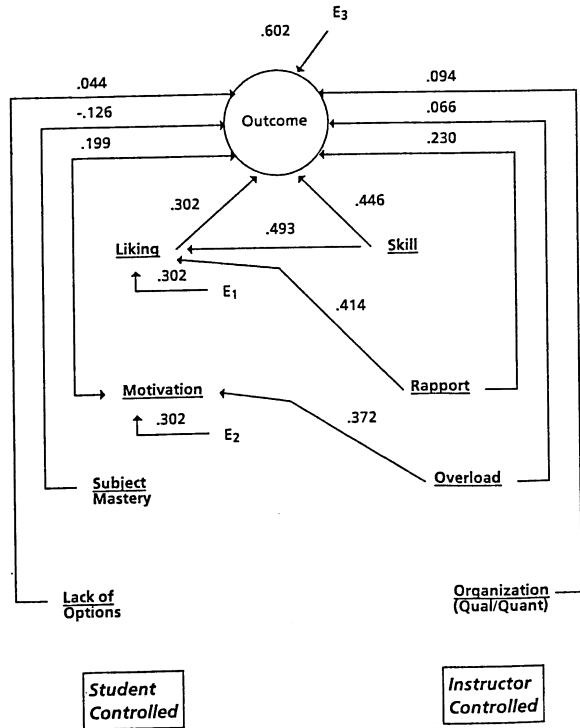 E3
.602
.044
.094
-.126
.066
Outcome
.199
.230
.302
.446
.493
Liking
Skill
.302
E1
.414
Motivation
Rapport
.372
.302
E2
Subject
Mastery
Overload
Lack of
Options
Organization
(Qual/Quant)
Student
Controlled
Instructor
Controlled